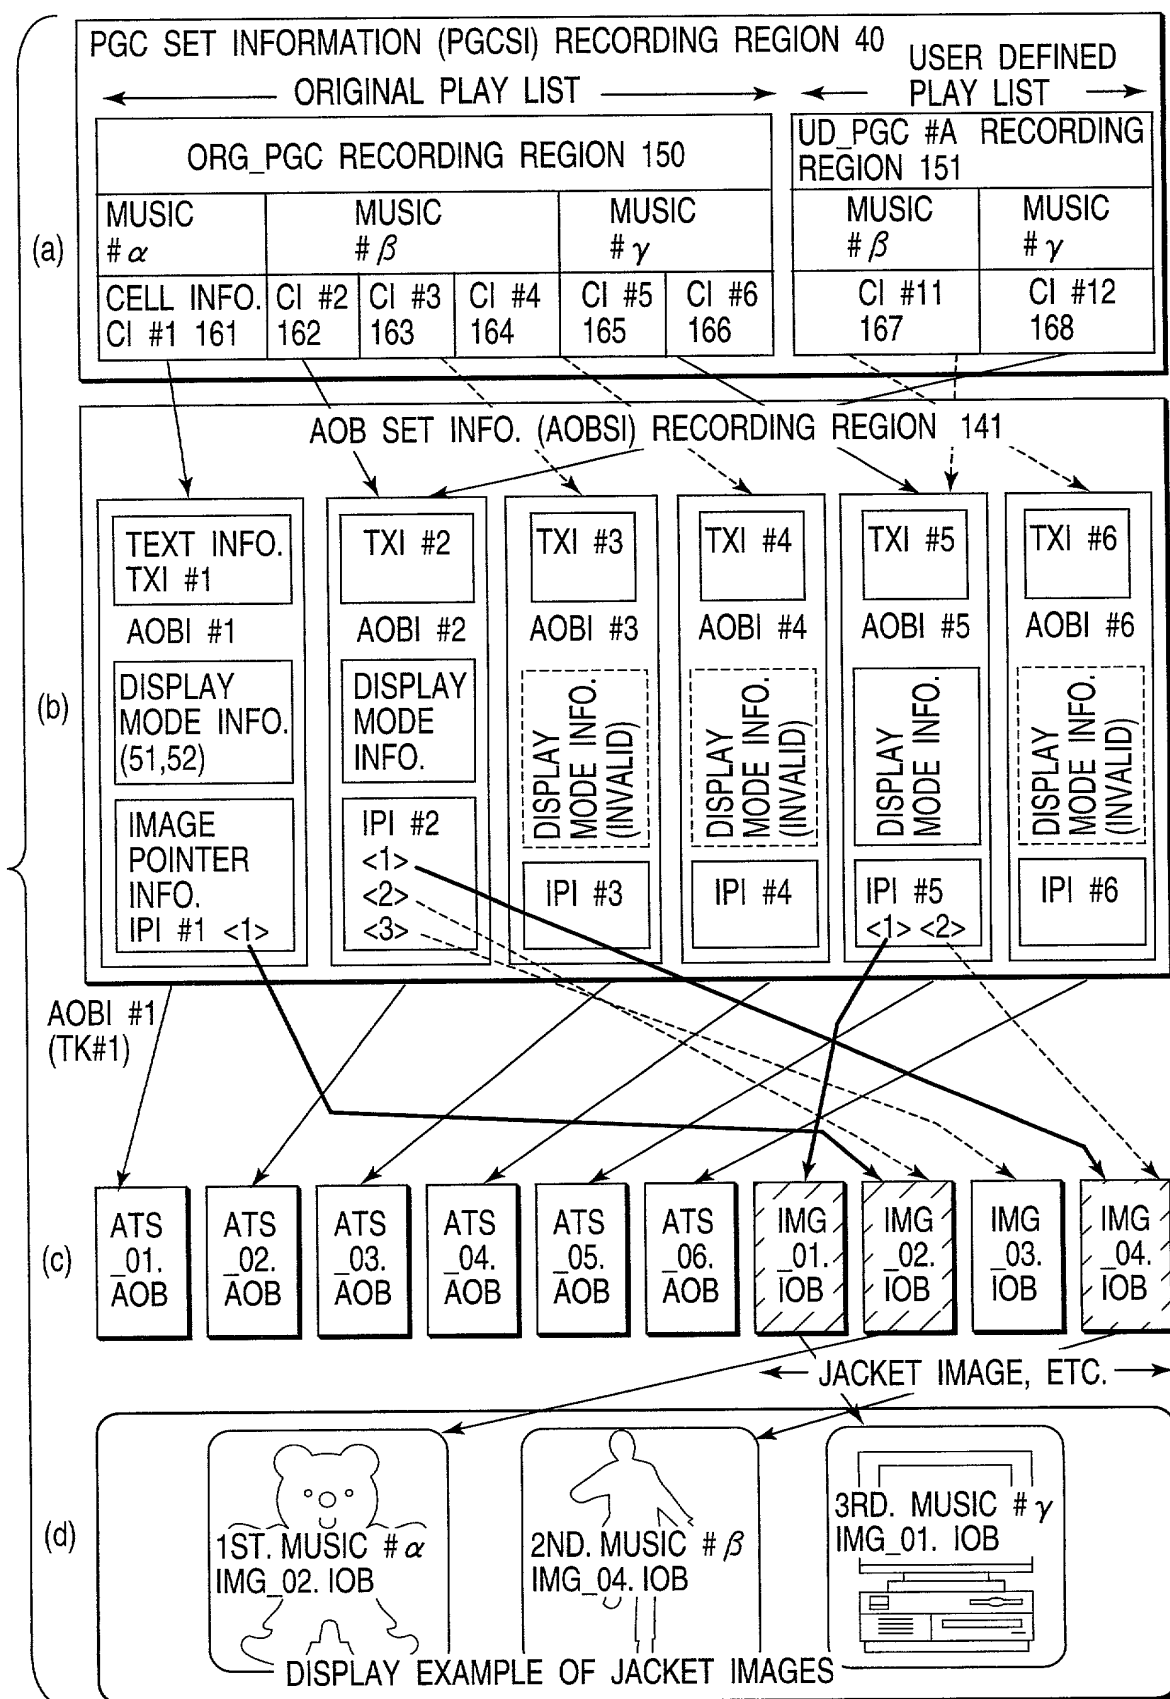 PGC SET INFORMATION (PGCSI) RECORDING REGION 40
ORIGINAL PLAY LIST
USER DEFINED
PLAY LIST
ORG_PGC RECORDING REGION 150
UD_PGC #A RECORDING
REGION 151
(a)
MUSIC
#α
MUSIC
#β
MUSIC
#γ
MUSIC
#β
MUSIC
#γ
CELL INFO.
CI #1 161
CI #2
162
CI #3
163
CI #4
164
CI #5
165
CI #6
166
CI #11
167
CI #12
168
AOB SET INFO. (AOBSI) RECORDING REGION 141
(b)
TEXT INFO.
TXI #1
AOBI #1
DISPLAY
MODE INFO.
(51,52)
IMAGE
POINTER
INFO.
IPI #1 <1>
TXI #2
AOBI #2
DISPLAY
MODE
INFO.
IPI #2
<1>
<2>
<3>
TXI #3
AOBI #3
DISPLAY
MODE INFO.
(INVALID)
IPI #3
TXI #4
AOBI #4
DISPLAY
MODE INFO.
(INVALID)
IPI #4
TXI #5
AOBI #5
DISPLAY
MODE INFO.
IPI #5
<1> <2>
TXI #6
AOBI #6
DISPLAY
MODE INFO.
(INVALID)
IPI #6
AOBI #1
(TK#1)
(c)
ATS
_01.
AOB
ATS
_02.
AOB
ATS
_03.
AOB
ATS
_04.
AOB
ATS
_05.
AOB
ATS
_06.
AOB
IMG
_01.
IOB
IMG
_02.
IOB
IMG
_03.
IOB
IMG
_04.
IOB
JACKET IMAGE, ETC.
(d)
1ST. MUSIC #α
IMG_02. IOB
2ND. MUSIC #β
IMG_04. IOB
3RD. MUSIC #γ
IMG_01. IOB
DISPLAY EXAMPLE OF JACKET IMAGES